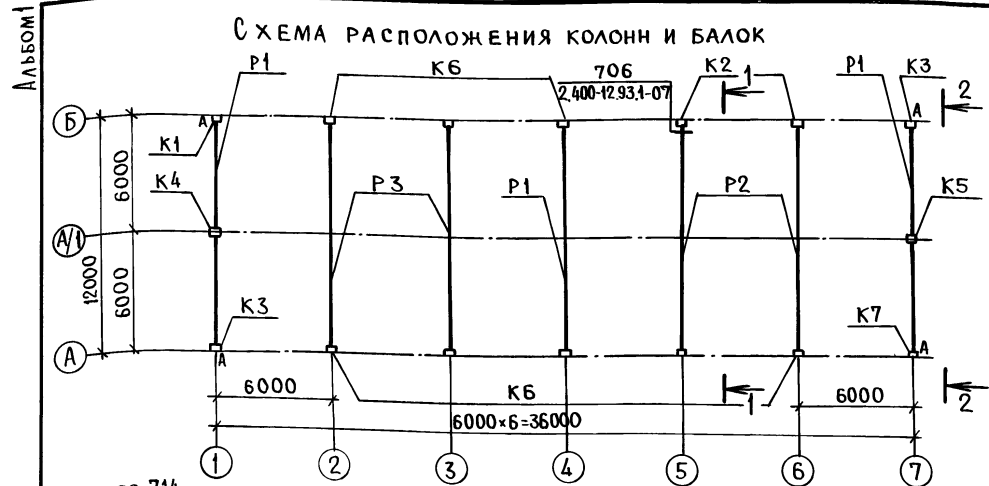 Альбом 1
Схема расположения колонн и балок
Р1
К6
706
2.400-12.93.1-07
К2
1
Р1
К3
2
Б
А
А
К1
К4
6000
Р3
Р1
Р2
К5
А/1
12000
6000
К3
К7
А
А
А
6000
К6
1
6000
2
6000×6=36000
1
2
3
4
5
6
7